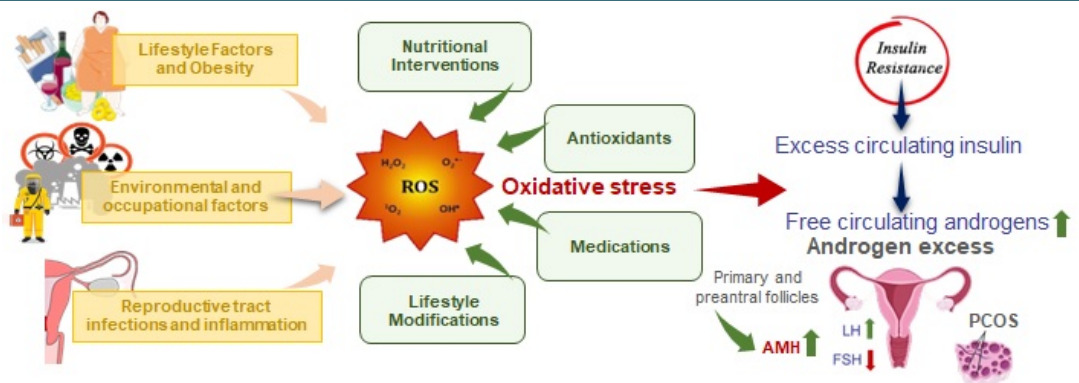 Lifestyle Factors
and Obesity
Environmental and
occupational factors
Reproductive tract
infections and inflammation
Nutritional
Interventions
Antioxidants
H₂O₂
O₂•⁻
ROS
¹O₂
OH•
Oxidative stress
Medications
Lifestyle
Modifications
Insulin
Resistance
Excess circulating insulin
Free circulating androgens
Androgen excess
Primary and
preantral follicles
AMH
LH
FSH
PCOS